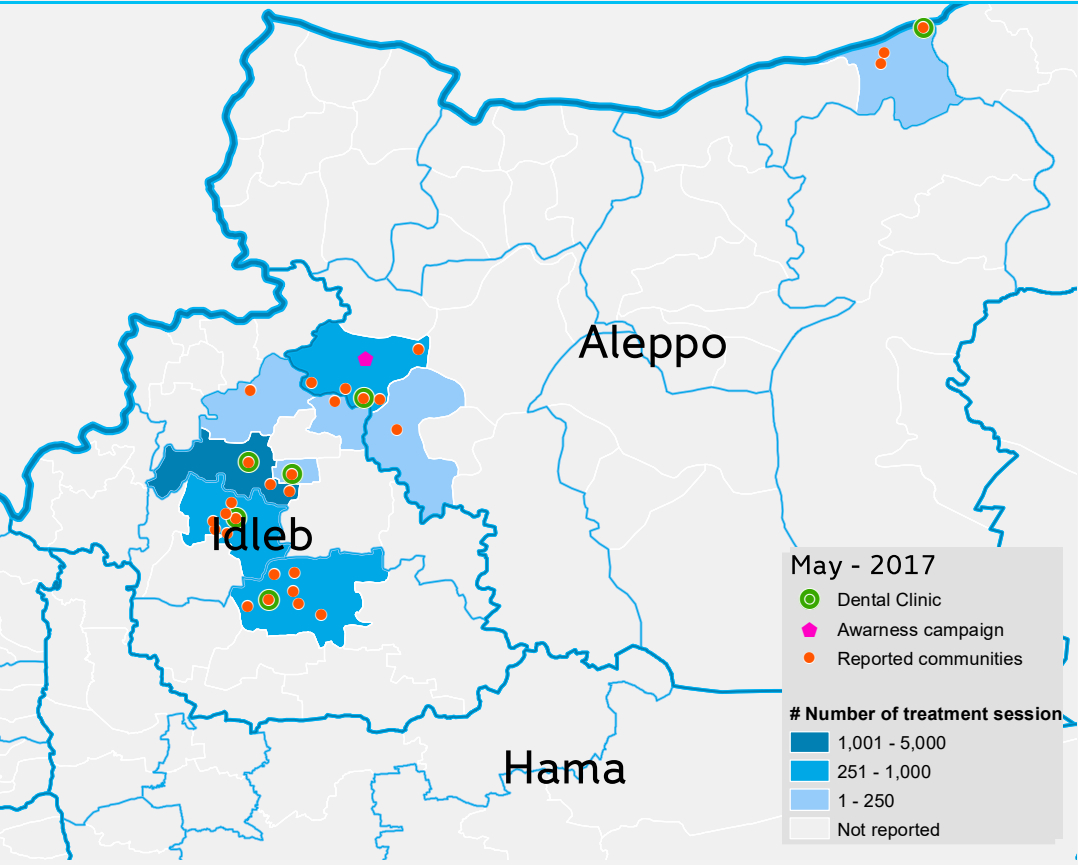 Aleppo
Idleb
Hama
May - 2017
Dental Clinic
Awarness campaign
Reported communities
# Number of treatment session
1,001 - 5,000
251 - 1,000
1 - 250
Not reported